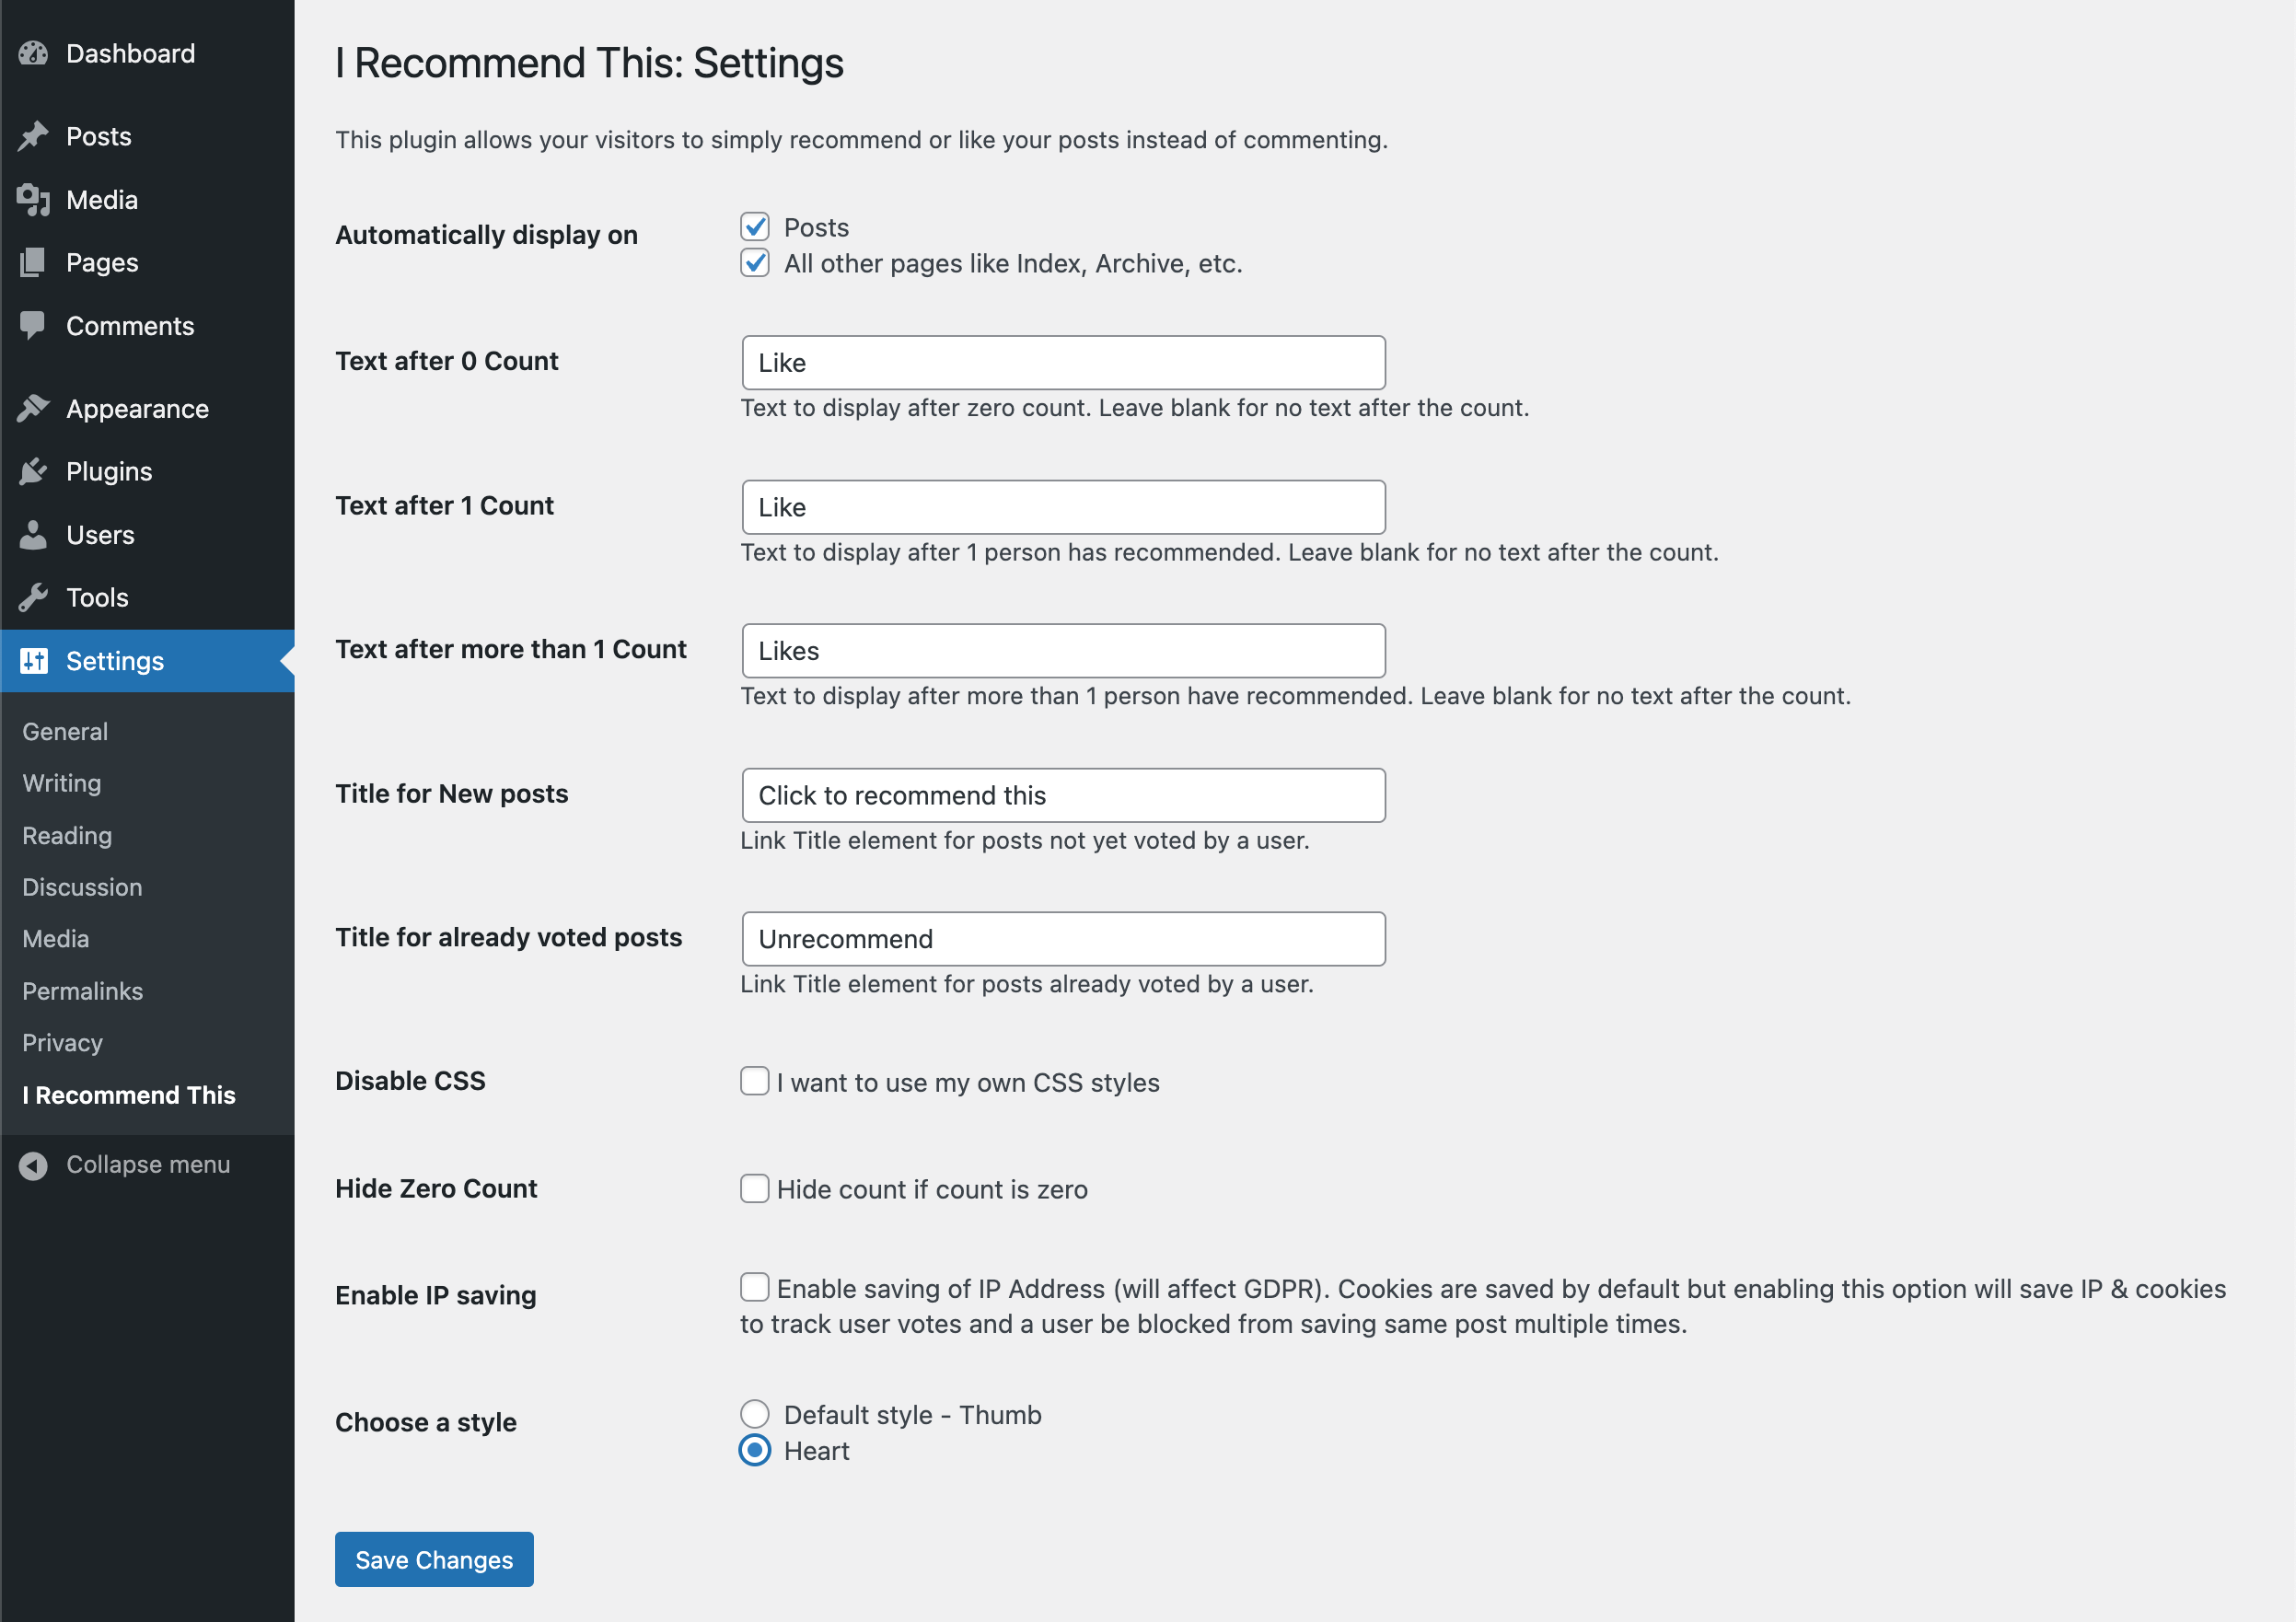 Dashboard
Posts
Media
Pages
Comments
Appearance
Plugins
Users
Tools
Settings
General
Writing
Reading
Discussion
Media
Permalinks
Privacy
I Recommend This
Collapse menu
I Recommend This: Settings
This plugin allows your visitors to simply recommend or like your posts instead of commenting.
Automatically display on
Posts
All other pages like Index, Archive, etc.
Text after 0 Count
Like
Text to display after zero count. Leave blank for no text after the count.
Text after 1 Count
Like
Text to display after 1 person has recommended. Leave blank for no text after the count.
Text after more than 1 Count
Likes
Text to display after more than 1 person have recommended. Leave blank for no text after the count.
Title for New posts
Click to recommend this
Link Title element for posts not yet voted by a user.
Title for already voted posts
Unrecommend
Link Title element for posts already voted by a user.
Disable CSS
I want to use my own CSS styles
Hide Zero Count
Hide count if count is zero
Enable IP saving
Enable saving of IP Address (will affect GDPR). Cookies are saved by default but enabling this option will save IP & cookies
to track user votes and a user be blocked from saving same post multiple times.
Choose a style
Default style - Thumb
Heart
Save Changes